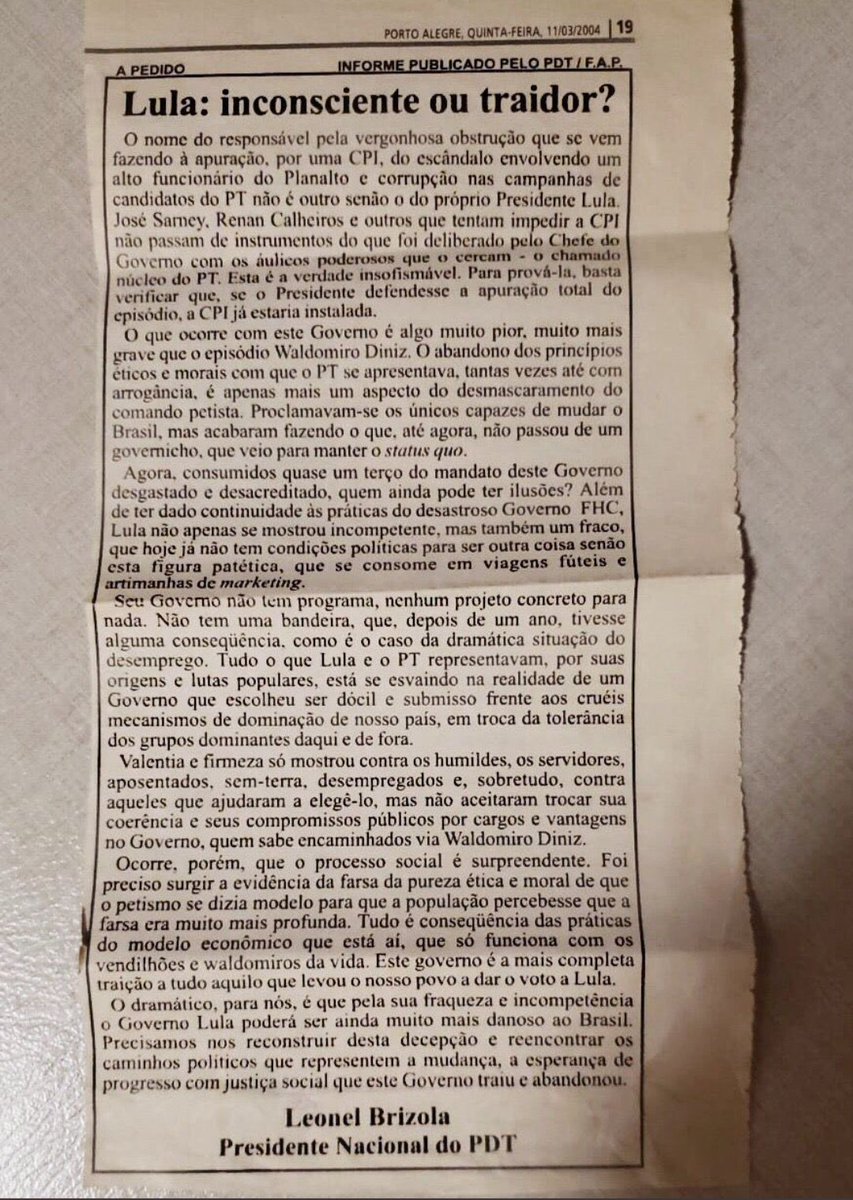 PORTO ALEGRE, QUINTA-FEIRA, 11/03/2004 | 19
A PEDIDO INFORME PUBLICADO PELO PDT / F.A.P.
Lula: inconsciente ou traidor?
O nome do responsável pela vergonhosa obstrução que se vem
fazendo à apuração, por uma CPI, do escândalo envolvendo um
alto funcionário do Planalto e corrupção nas campanhas de
candidatos do PT não é outro senão o do próprio Presidente Lula.
José Sarney, Renan Calheiros e outros que tentam impedir a CPI
não passam de instrumentos do que foi deliberado pelo Chefe do
Governo com os áulicos poderosos que o cercam - o chamado
núcleo do PT. Esta é a verdade insofismável. Para prová-la, basta
verificar que, se o Presidente defendesse a apuração total do
episódio, a CPI já estaria instalada.
O que ocorre com este Governo é algo muito pior, muito mais
grave que o episódio Waldomiro Diniz. O abandono dos princípios
éticos e morais com que o PT se apresentava, tantas vezes até com
arrogância, é apenas mais um aspecto do desmascaramento do
comando petista. Proclamavam-se os únicos capazes de mudar o
Brasil, mas acabaram fazendo o que, até agora, não passou de um
governicho, que veio para manter o status quo.
Agora, consumidos quase um terço do mandato deste Governo
desgastado e desacreditado, quem ainda pode ter ilusões? Além
de ter dado continuidade às práticas do desastroso Governo FHC,
Lula não apenas se mostrou incompetente, mas também um fraco,
que hoje já não tem condições políticas para ser outra coisa senão
esta figura patética, que se consome em viagens fúteis e
artimanhas de marketing.
Seu Governo não tem programa, nenhum projeto concreto para
nada. Não tem uma bandeira, que, depois de um ano, tivesse
alguma conseqüência, como é o caso da dramática situação do
desemprego. Tudo o que Lula e o PT representavam, por suas
origens e lutas populares, está se esvaindo na realidade de um
Governo que escolheu ser dócil e submisso frente aos cruéis
mecanismos de dominação de nosso país, em troca da tolerância
dos grupos dominantes daqui e de fora.
Valentia e firmeza só mostrou contra os humildes, os servidores,
aposentados, sem-terra, desempregados e, sobretudo, contra
aqueles que ajudaram a elegê-lo, mas não aceitaram trocar sua
coerência e seus compromissos públicos por cargos e vantagens
no Governo, quem sabe encaminhados via Waldomiro Diniz.
Ocorre, porém, que o processo social é surpreendente. Foi
preciso surgir a evidência da farsa da pureza ética e moral de que
o petismo se dizia modelo para que a população percebesse que a
farsa era muito mais profunda. Tudo é conseqüência das práticas
do modelo econômico que está aí, que só funciona com os
vendilhões e waldomiros da vida. Este governo é a mais completa
traição a tudo aquilo que levou o nosso povo a dar o voto a Lula.
O dramático, para nós, é que pela sua fraqueza e incompetência
o Governo Lula poderá ser ainda muito mais danoso ao Brasil.
Precisamos nos reconstruir desta decepção e reencontrar os
caminhos políticos que representem a mudança, a esperança de
progresso com justiça social que este Governo traiu e abandonou.
Leonel Brizola
Presidente Nacional do PDT